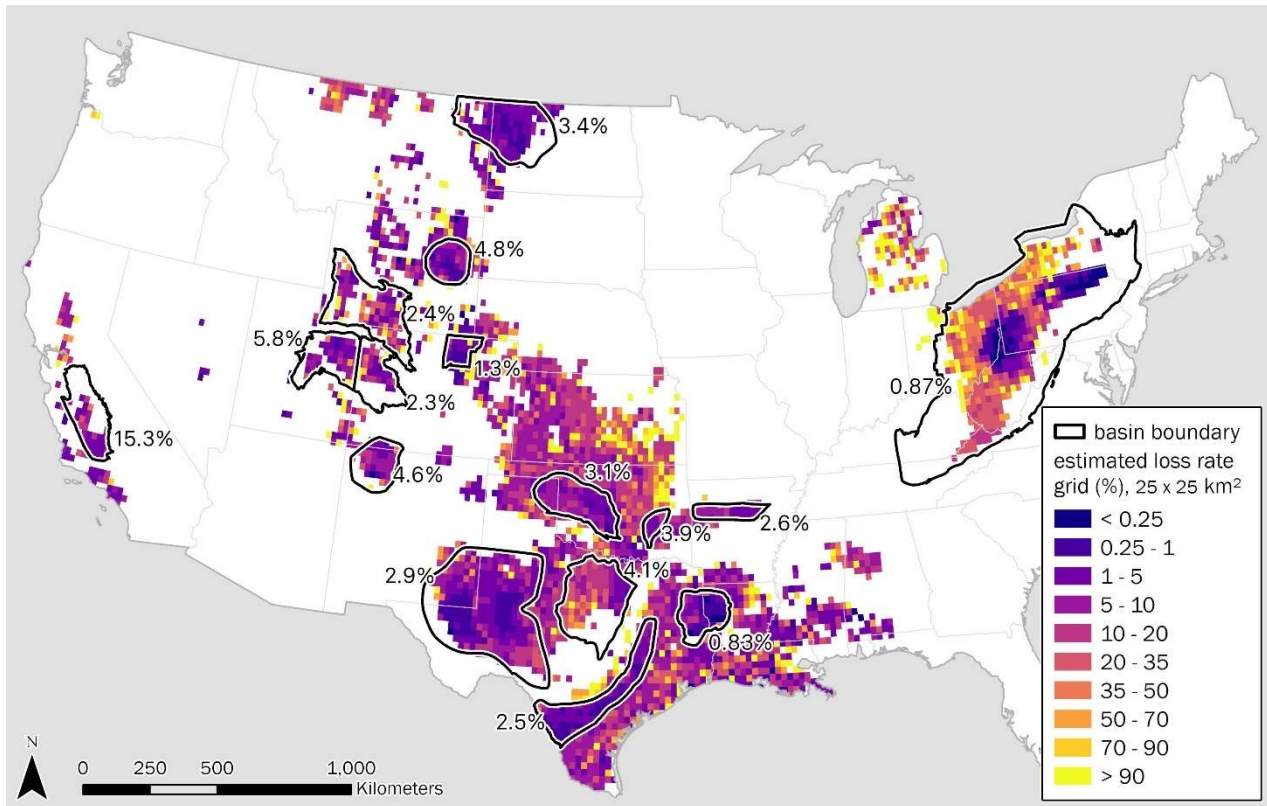 3.4%
4.8%
2.4%
5.8%
1.3%
2.3%
0.87%
15.3%
4.6%
3.1%
2.6%
3.9%
2.9%
4.1%
0.83%
2.5%
basin boundary
estimated loss rate
grid (%), 25 x 25 km²
< 0.25
0.25 - 1
1 - 5
5 - 10
10 - 20
20 - 35
35 - 50
50 - 70
70 - 90
> 90
N
0 250 500 1,000
Kilometers